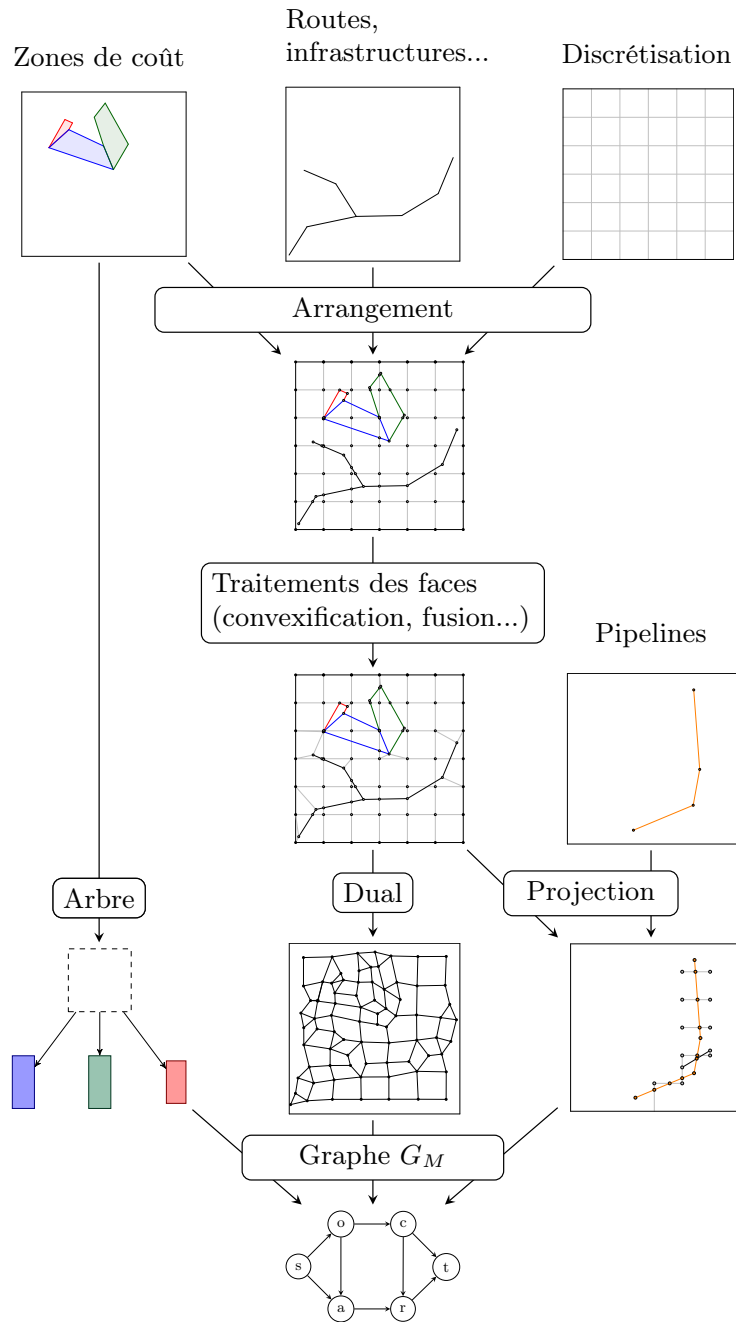 Routes,
infrastructures...
Zones de coût
Discrétisation
Arrangement
Traitements des faces
(convexification, fusion...)
Pipelines
Arbre
Dual
Projection
Graphe G_M
o
c
s
t
a
r